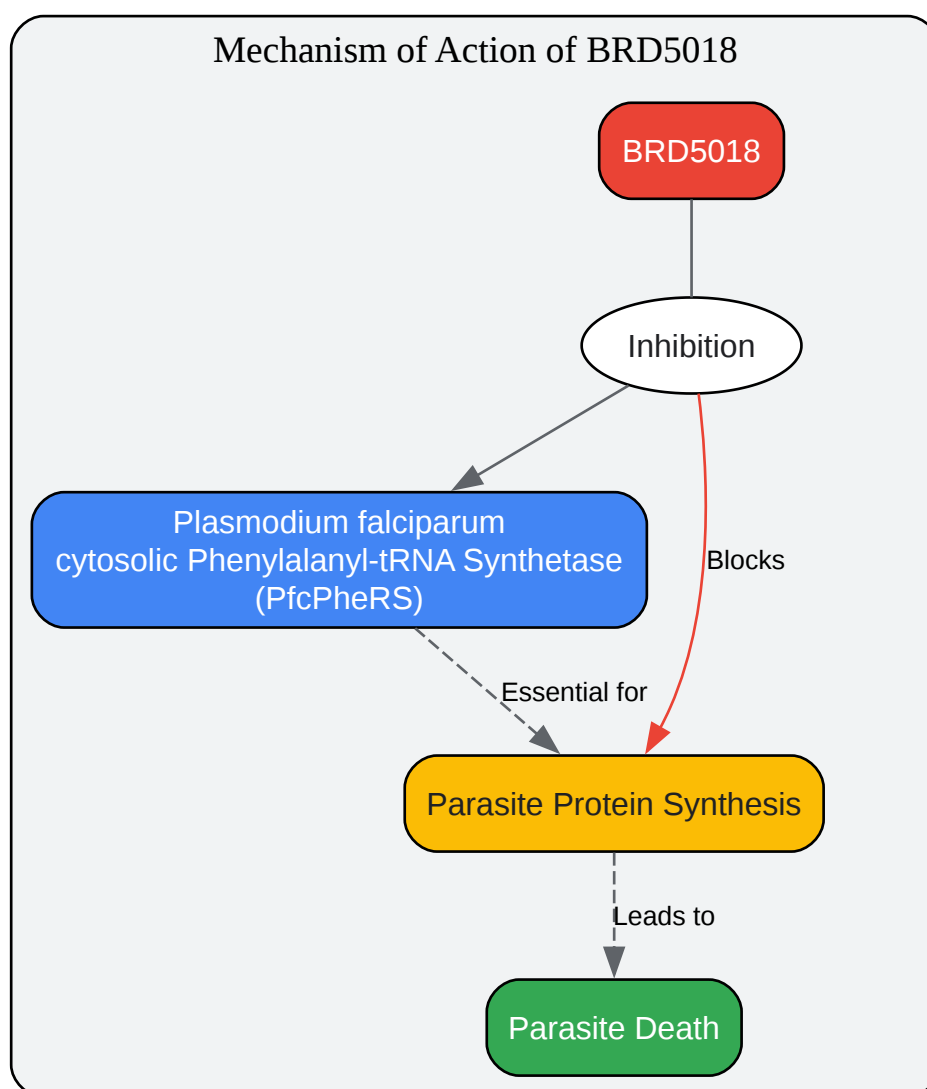 Mechanism of Action of BRD5018
BRD5018
Inhibition
Plasmodium falciparum
cytosolic Phenylalanyl-tRNA Synthetase
(PfcPheRS)
Blocks
Essential for
Parasite Protein Synthesis
Leads to
Parasite Death